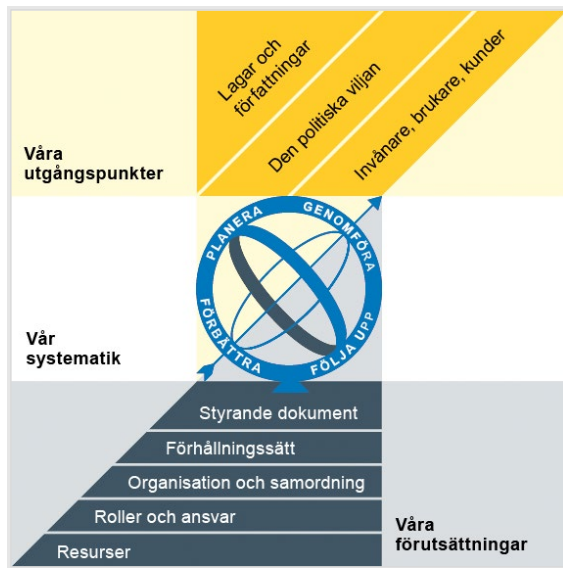 Lagar och
författningar
Den politiska viljan
Invånare, brukare, kunder
Våra
utgångspunkter
PLANERA
GENOMFÖRA
FÖRBÄTTRA
FÖLJA UPP
Vår
systematik
Styrande dokument
Förhållningssätt
Organisation och samordning
Roller och ansvar
Resurser
Våra
förutsättningar